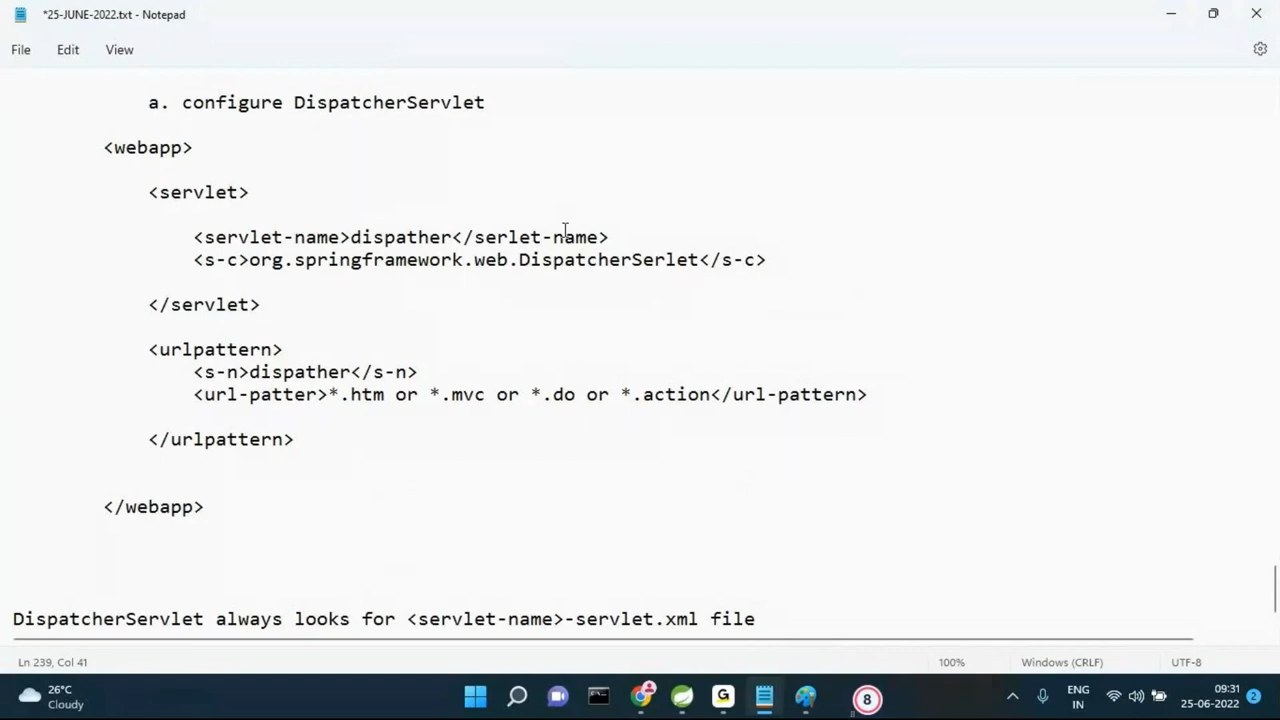 *25-JUNE-2022.txt - Notepad
File Edit View
a. configure DispatcherServlet
<webapp>
<servlet>
<servlet-name>dispather</serlet-name>
<s-c>org.springframework.web.DispatcherSerlet</s-c>
</servlet>
<urlpattern>
<s-n>dispather</s-n>
<url-patter>*.htm or *.mvc or *.do or *.action</url-pattern>
</urlpattern>
</webapp>
DispatcherServlet always looks for <servlet-name>-servlet.xml file
Ln 239, Col 41 100% Windows (CRLF) UTF-8
26°C
Cloudy
G
8
ENG
IN
09:31
25-06-2022
2